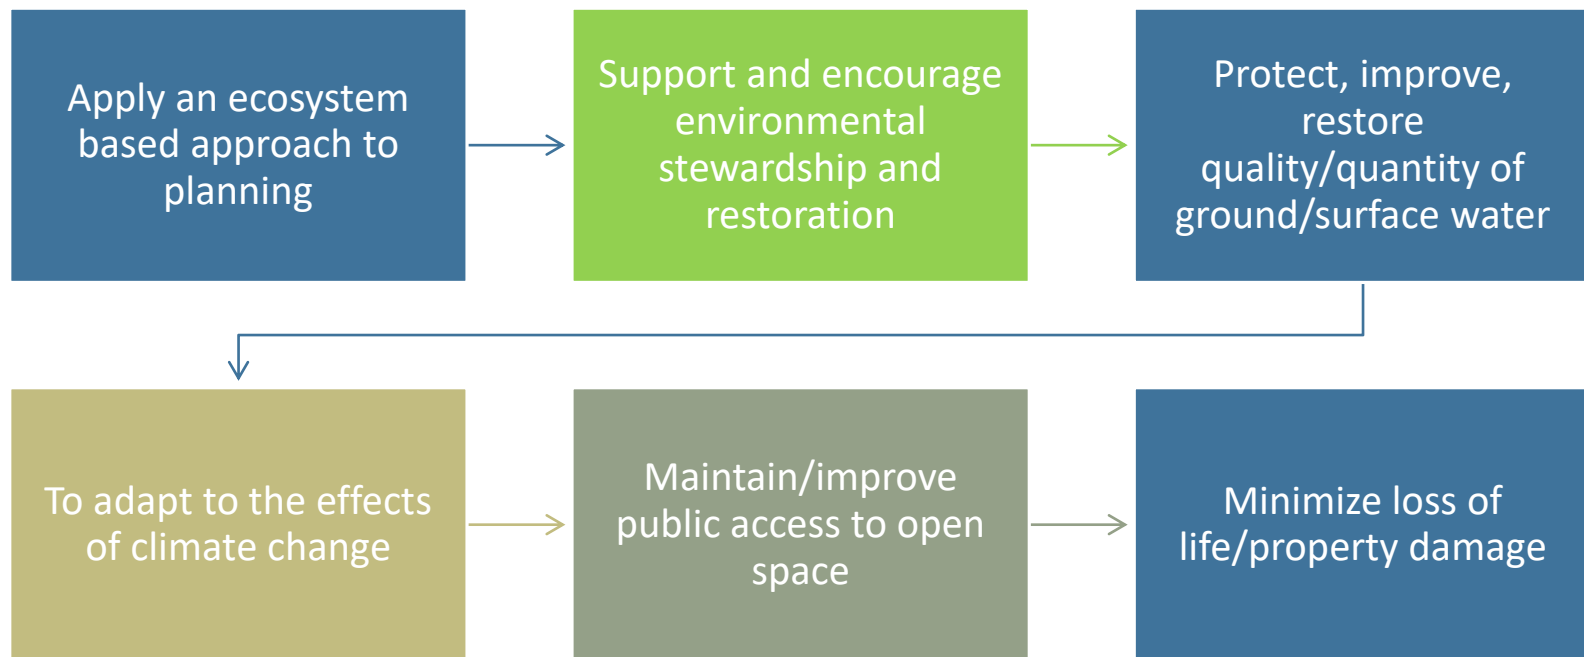 Apply an ecosystem
based approach to
planning
Support and encourage
environmental
stewardship and
restoration
Protect, improve,
restore
quality/quantity of
ground/surface water
To adapt to the effects
of climate change
Maintain/improve
public access to open
space
Minimize loss of
life/property damage